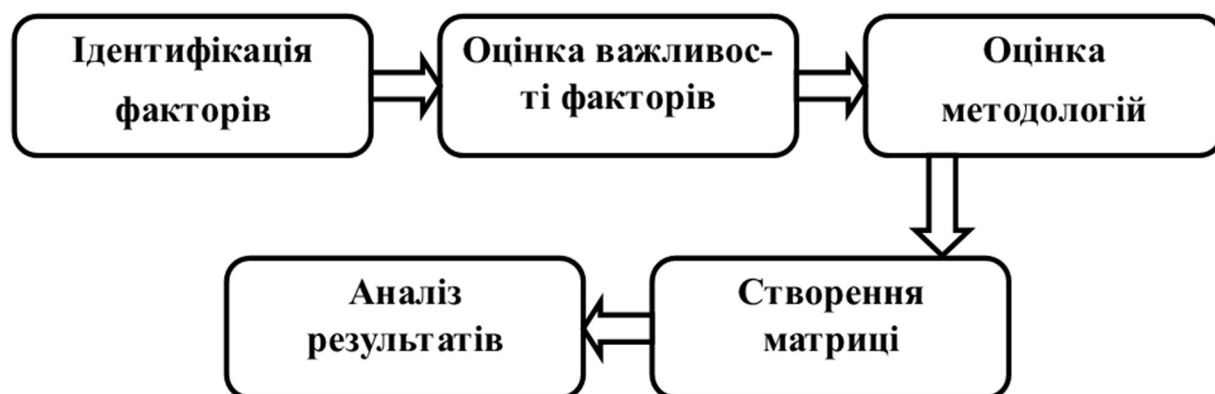 Ідентифікація
факторів
Оцінка важливос-
ті факторів
Оцінка
методологій
Створення
матриці
Аналіз
результатів